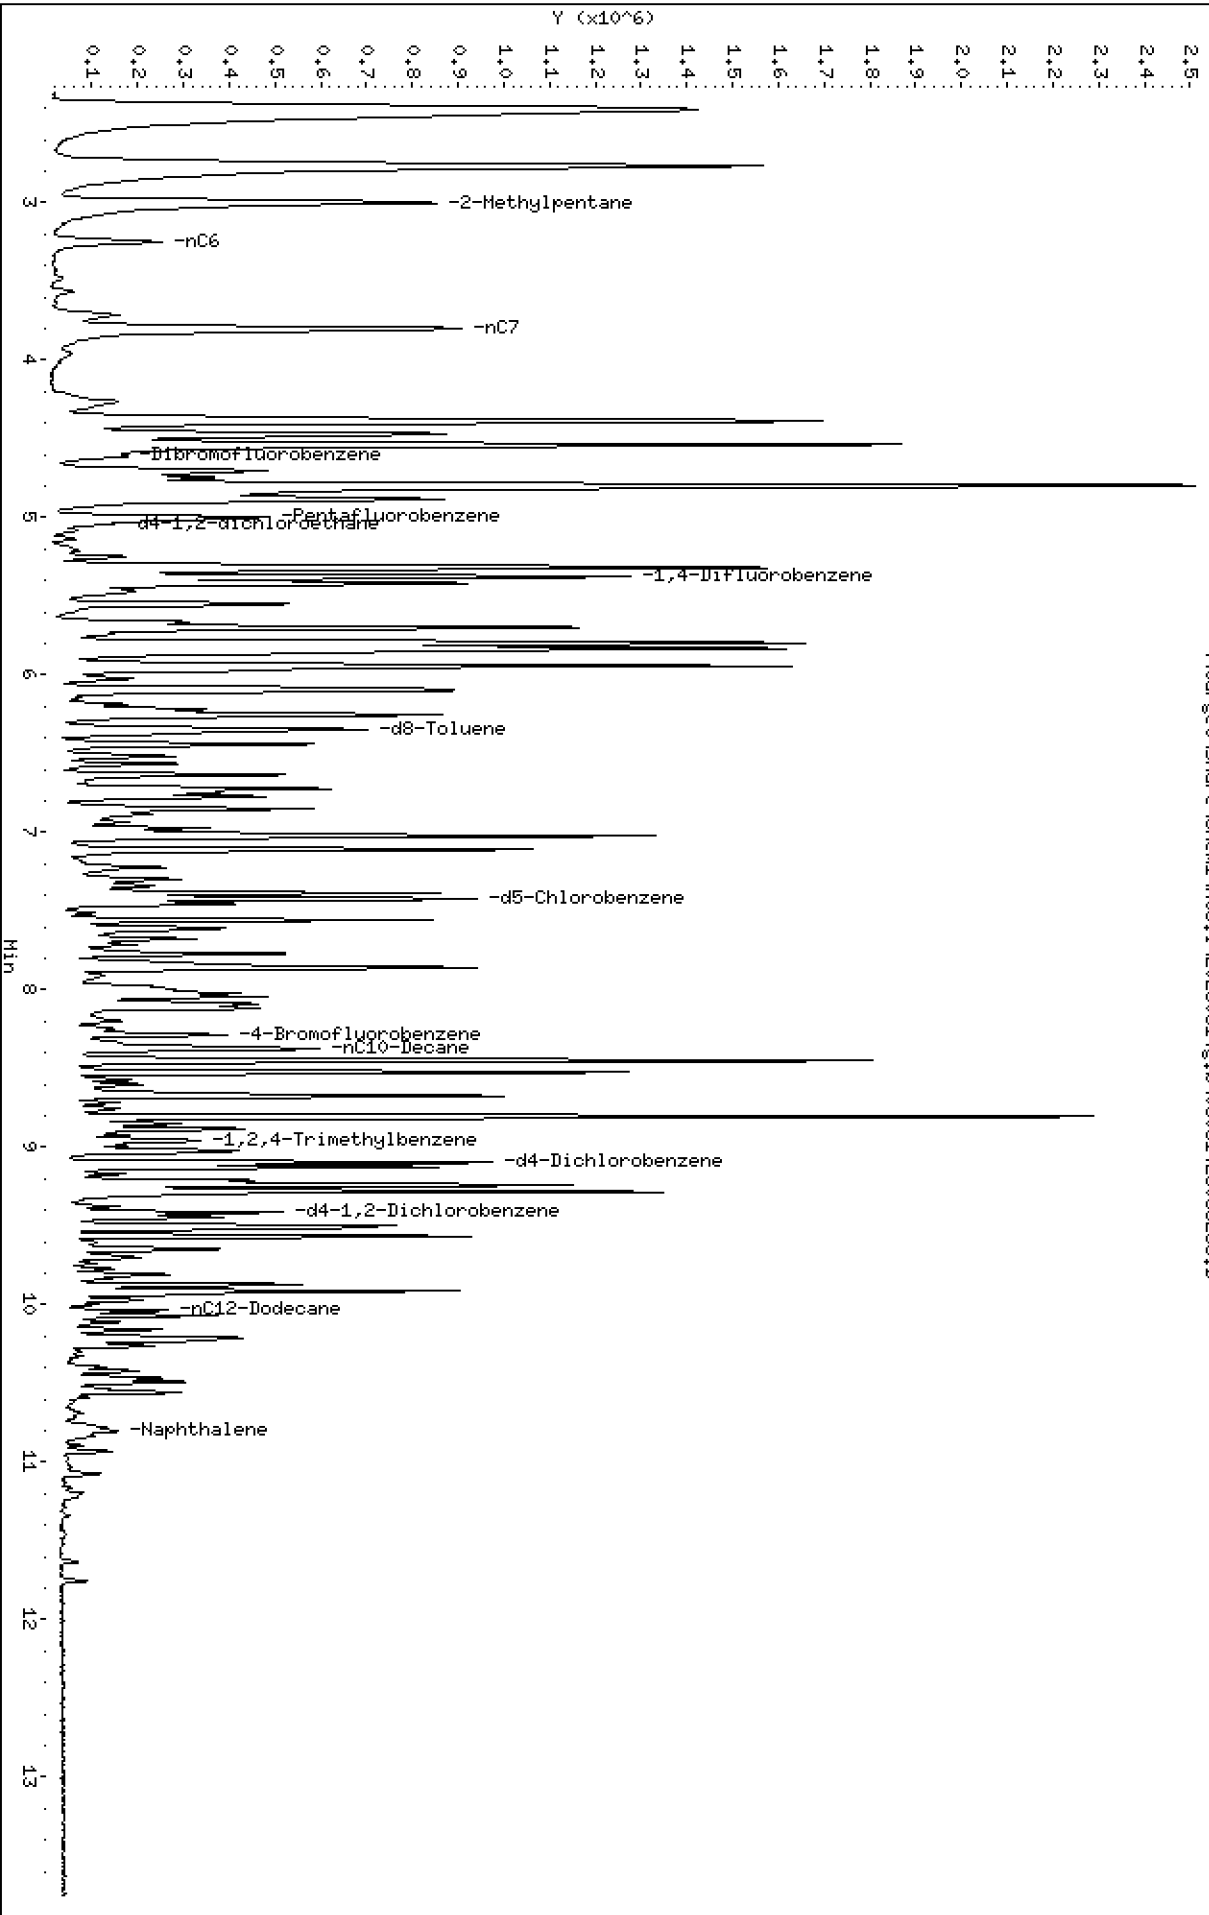 Y (x10^6)
0.1
0.2
0.3
0.4
0.5
0.6
0.7
0.8
0.9
1.0
1.1
1.2
1.3
1.4
1.5
1.6
1.7
1.8
1.9
2.0
2.1
2.2
2.3
2.4
2.5
3
-2-Methylpentane
-nC6
-nC7
4
-Dibromofluorobenzene
5
-Pentafluorobenzene
d4-1,2-dichloroethane
-1,4-Difluorobenzene
6
-d8-Toluene
7
-d5-Chlorobenzene
Min
8
-4-Bromofluorobenzene
-nC10-Decane
9
-1,2,4-Trimethylbenzene
-d4-Dichlorobenzene
-d4-1,2-Dichlorobenzene
10
-nC12-Dodecane
-Naphthalene
11
12
13